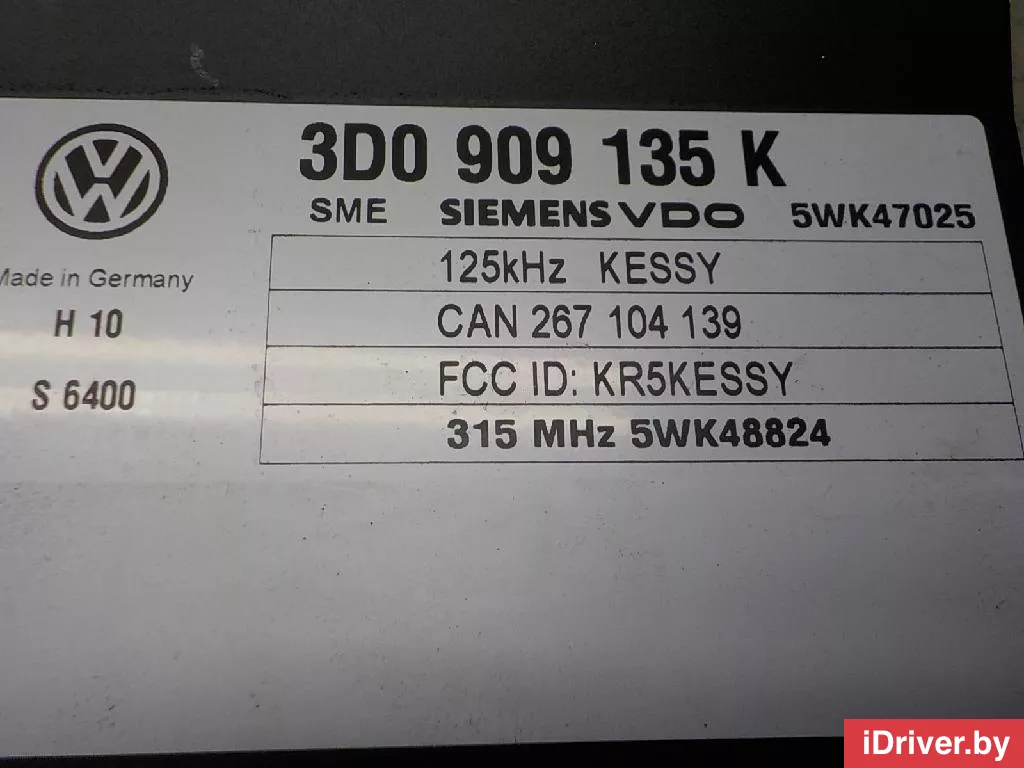 3D0 909 135 K
SME SIEMENS VDO 5WK47025
125kHz KESSY
Made in Germany
H 10
CAN 267 104 139
S 6400
FCC ID: KR5KESSY
315 MHz 5WK48824
iDriver.by